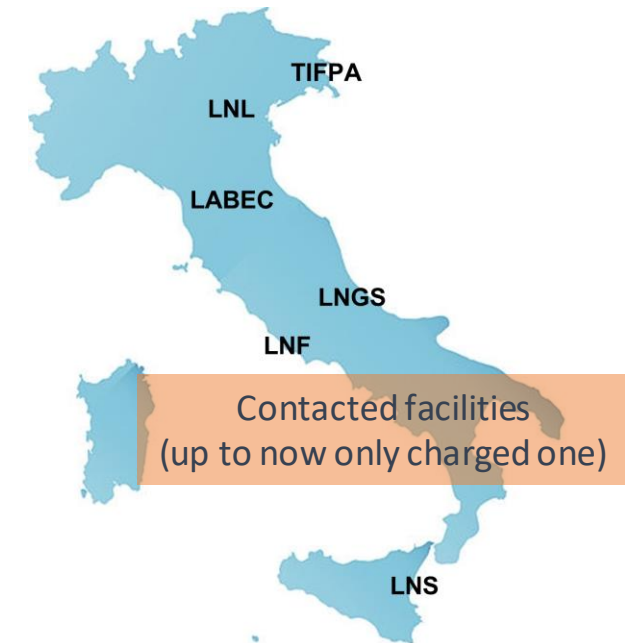 TIFPA
LNL
LABEC
LNGS
LNF
Contacted facilities
(up to now only charged one)
LNS